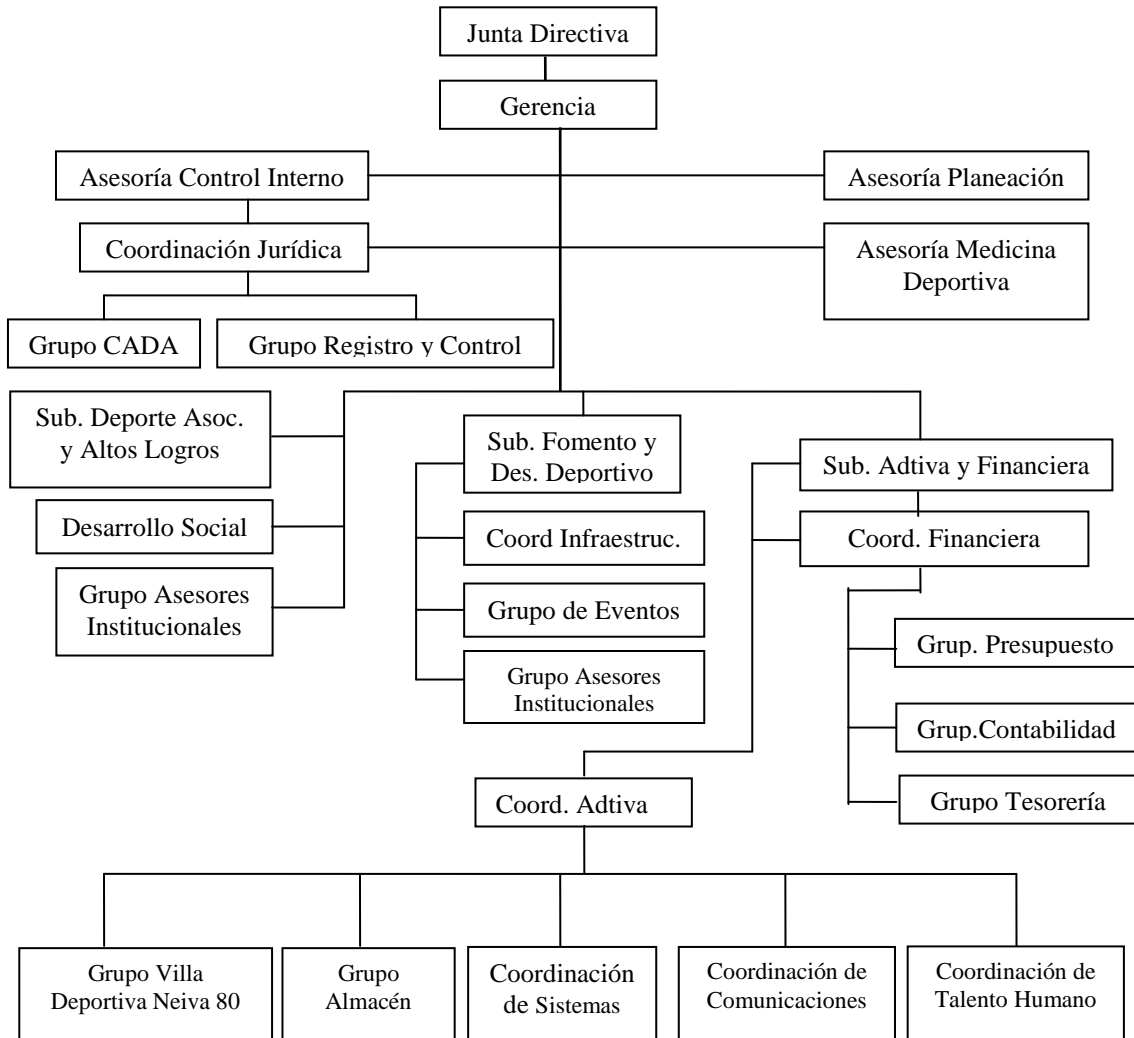 Junta Directiva
Gerencia
Asesoría Control Interno
Asesoría Planeación
Coordinación Jurídica
Asesoría Medicina
Deportiva
Grupo CADA
Grupo Registro y Control
Sub. Deporte Asoc.
y Altos Logros
Sub. Fomento y
Des. Deportivo
Sub. Adtiva y Financiera
Desarrollo Social
Coord Infraestruc.
Coord. Financiera
Grupo Asesores
Institucionales
Grupo de Eventos
Grup. Presupuesto
Grupo Asesores
Institucionales
Grup.Contabilidad
Coord. Adtiva
Grupo Tesorería
Grupo Villa
Deportiva Neiva 80
Grupo
Almacén
Coordinación
de Sistemas
Coordinación de
Comunicaciones
Coordinación de
Talento Humano